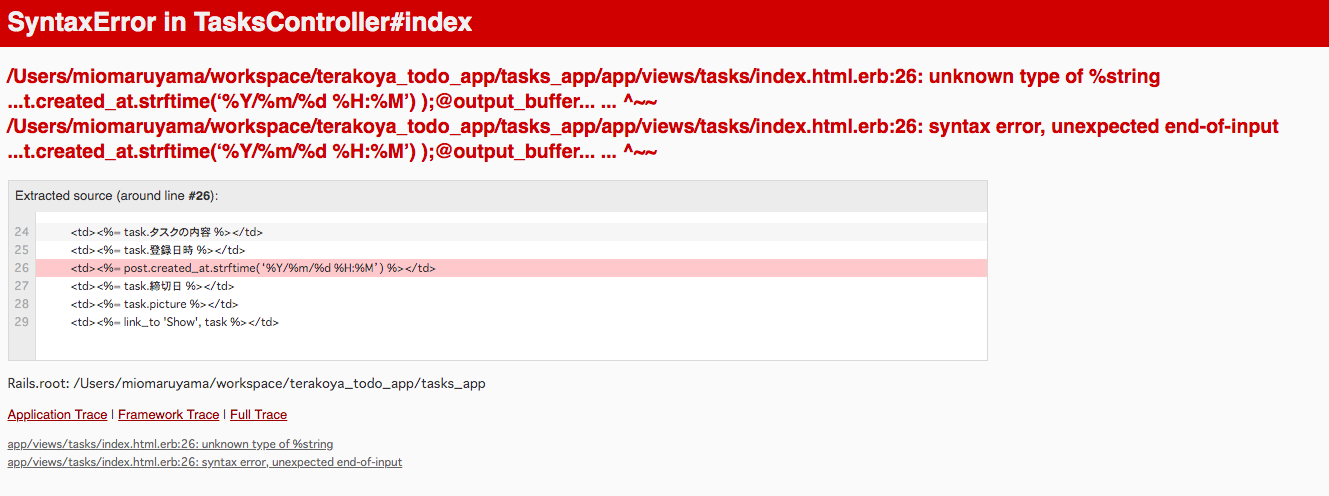 SyntaxError in TasksController#index
/Users/miomaruyama/workspace/terakoya_todo_app/tasks_app/app/views/tasks/index.html.erb:26: unknown type of %string
...t.created_at.strftime(‘%Y/%m/%d %H:%M’) );@output_buffer... ... ^~~
/Users/miomaruyama/workspace/terakoya_todo_app/tasks_app/app/views/tasks/index.html.erb:26: syntax error, unexpected end-of-input
...t.created_at.strftime(‘%Y/%m/%d %H:%M’) );@output_buffer... ... ^~~
Extracted source (around line #26):
24 <td><%= task.タスクの内容 %></td>
25 <td><%= task.登録日時 %></td>
26 <td><%= post.created_at.strftime(‘%Y/%m/%d %H:%M’) %></td>
27 <td><%= task.締切日 %></td>
28 <td><%= task.picture %></td>
29 <td><%= link_to 'Show', task %></td>
Rails.root: /Users/miomaruyama/workspace/terakoya_todo_app/tasks_app
Application Trace | Framework Trace | Full Trace
app/views/tasks/index.html.erb:26: unknown type of %string
app/views/tasks/index.html.erb:26: syntax error, unexpected end-of-input